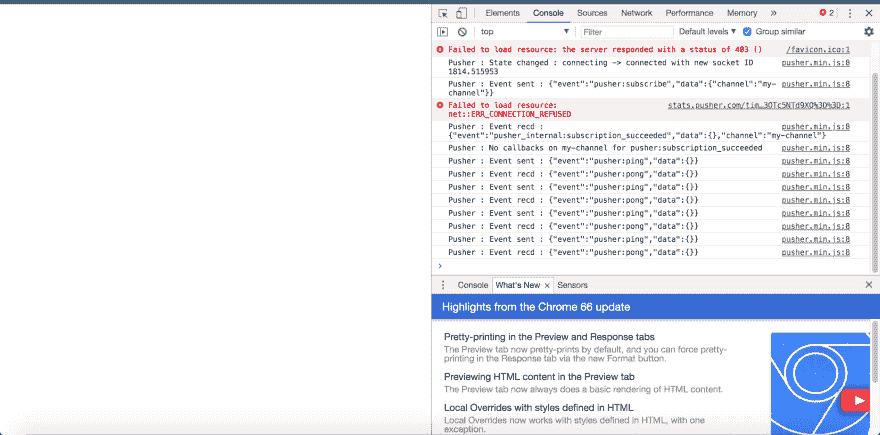 Elements Console Sources Network Performance Memory » 2
top Filter Default levels Group similar
Failed to load resource: the server responded with a status of 403 () /favicon.ico:1
Pusher : State changed : connecting -> connected with new socket ID pusher.min.js:8
1814.515953
Pusher : Event sent : {"event":"pusher:subscribe","data":{"channel":"my- pusher.min.js:8
channel"}}
Failed to load resource: stats.pusher.com/tim…3OTc5NTd9XQ%3D%3D:1
net::ERR_CONNECTION_REFUSED
Pusher : Event recd : pusher.min.js:8
{"event":"pusher_internal:subscription_succeeded","data":{},"channel":"my-channel"}
Pusher : No callbacks on my-channel for pusher:subscription_succeeded pusher.min.js:8
Pusher : Event sent : {"event":"pusher:ping","data":{}} pusher.min.js:8
Pusher : Event recd : {"event":"pusher:pong","data":{}} pusher.min.js:8
Pusher : Event sent : {"event":"pusher:ping","data":{}} pusher.min.js:8
Pusher : Event recd : {"event":"pusher:pong","data":{}} pusher.min.js:8
Pusher : Event sent : {"event":"pusher:ping","data":{}} pusher.min.js:8
Pusher : Event recd : {"event":"pusher:pong","data":{}} pusher.min.js:8
Pusher : Event sent : {"event":"pusher:ping","data":{}} pusher.min.js:8
Pusher : Event recd : {"event":"pusher:pong","data":{}} pusher.min.js:8
Console What's New × Sensors
Highlights from the Chrome 66 update
Pretty-printing in the Preview and Response tabs
The Preview tab now pretty-prints by default, and you can force pretty-
printing in the Response tab via the new Format button.
Previewing HTML content in the Preview tab
The Preview tab now always does a basic rendering of HTML content.
Local Overrides with styles defined in HTML
Local Overrides now works with styles defined in HTML, with one
exception.